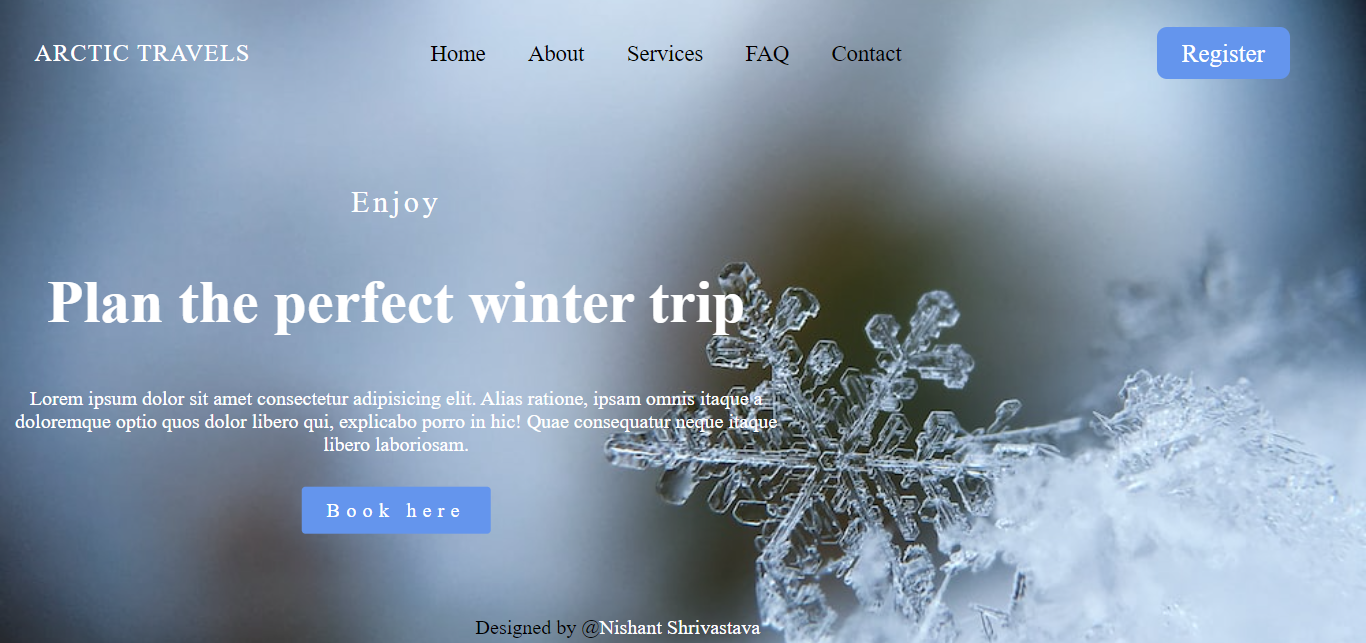 ARCTIC TRAVELS
Home About Services FAQ Contact
Register
Enjoy
Plan the perfect winter trip
Lorem ipsum dolor sit amet consectetur adipisicing elit. Alias ratione, ipsam omnis itaque a
doloremque optio quos dolor libero qui, explicabo porro in hic! Quae consequatur neque itaque
libero laboriosam.
Book here
Designed by @Nishant Shrivastava